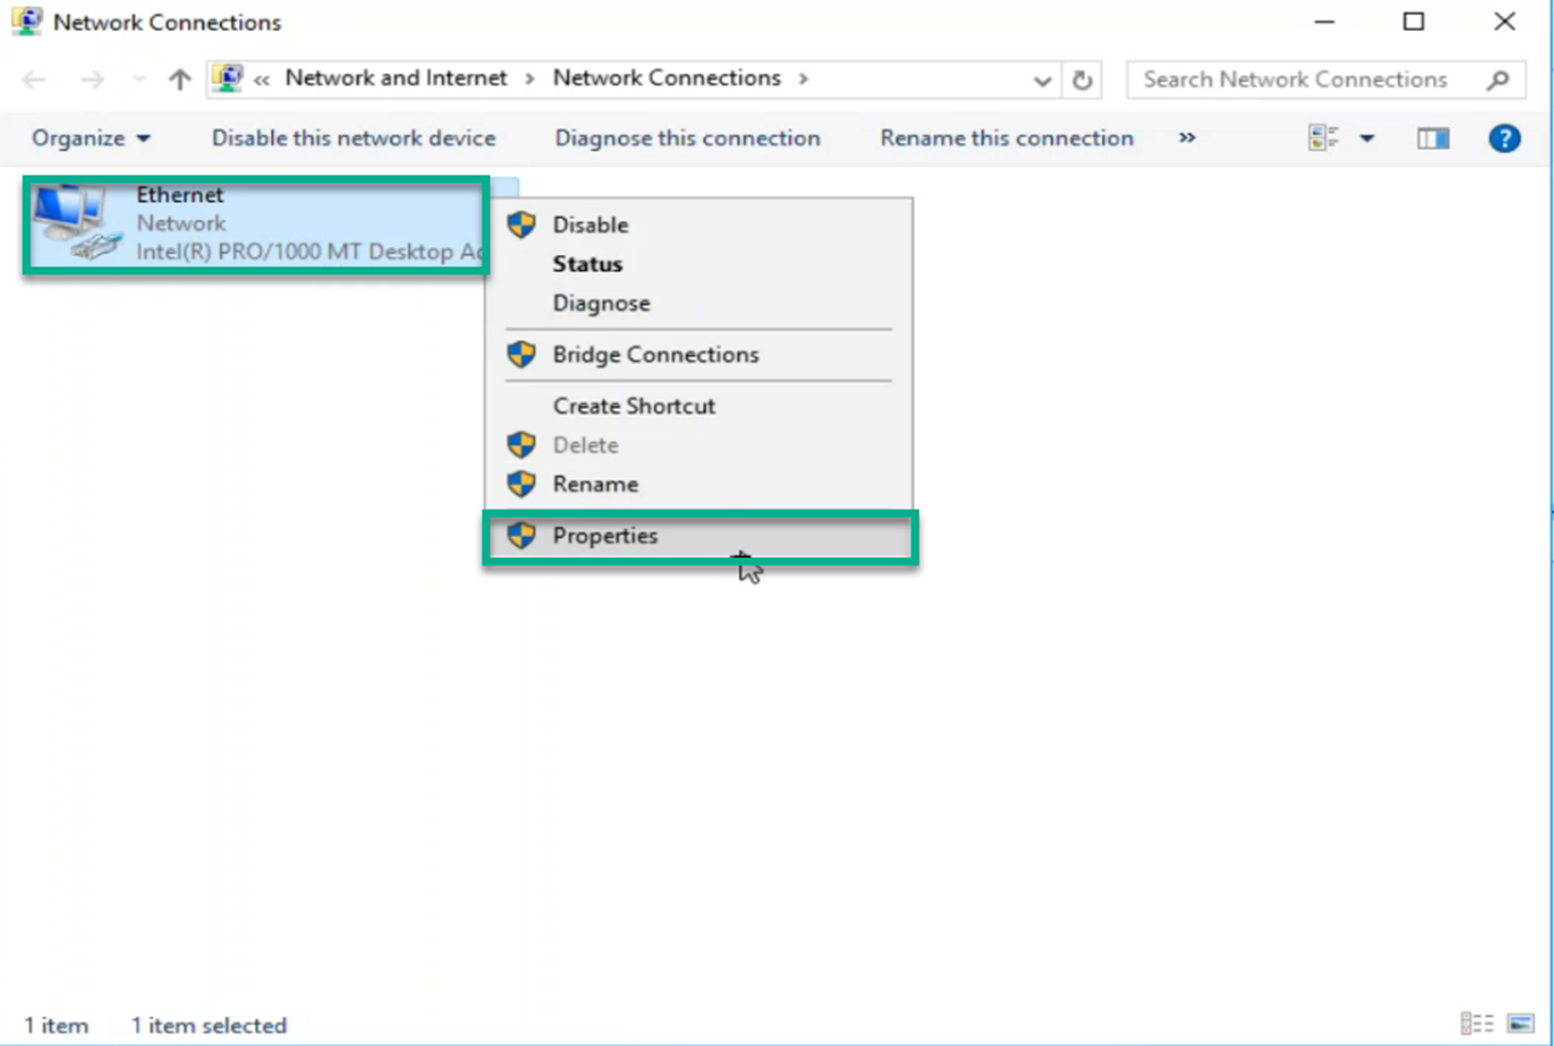 Network Connections
« Network and Internet > Network Connections >
Search Network Connections
Organize
Disable this network device
Diagnose this connection
Rename this connection
»
?
Ethernet
Network
Intel(R) PRO/1000 MT Desktop Ad
Disable
Status
Diagnose
Bridge Connections
Create Shortcut
Delete
Rename
Properties
1 item
1 item selected